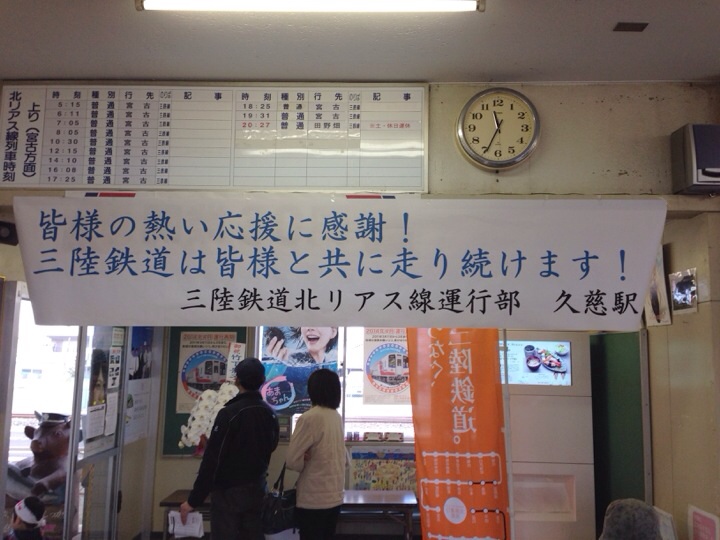 北リアス線列車時刻
上り(宮古方面)
時刻 種別 行先 記事 時刻 種別 行先 記事
5:15 普通 宮古 18:25 普通 宮古
6:11 普通 宮古 19:31 普通 宮古
7:05 普通 宮古 20:27 普通 田野畑
8:05 普通 宮古
10:30 普通 宮古
12:15 普通 宮古
14:10 普通 宮古
16:08 普通 宮古
17:25 普通 宮古
皆様の熱い応援に感謝!
三陸鉄道は皆様と共に走り続けます!
三陸鉄道北リアス線運行部 久慈駅
あまちゃん
三陸鉄道。